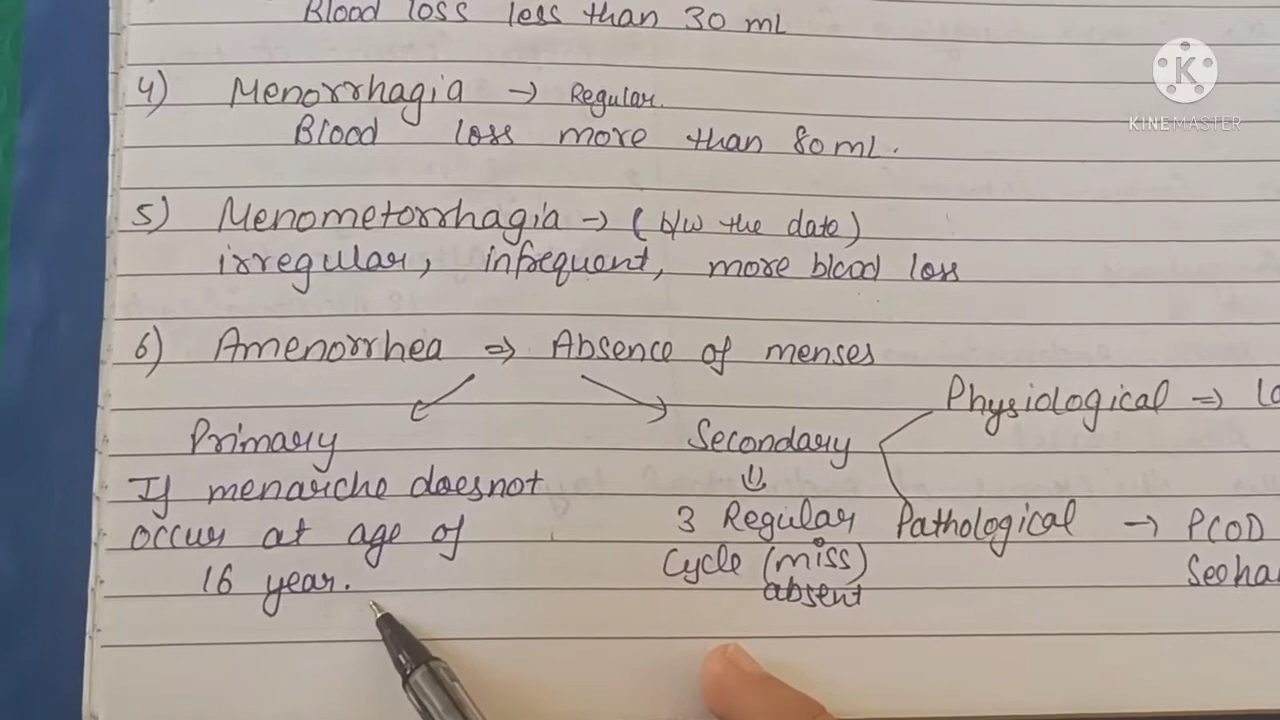 Blood loss less than 30 mL
4) Menorrhagia → Regular.
Blood loss more than 80 mL.
5) Menometorrhagia → (b/w the date)
irregular, infrequent, more blood loss
6) Amenorrhea ⇒ Absence of menses
Primary
If menarche doesnot
occur at age of
16 year.
Secondary
3 Regular
Cycle (miss)
absent
Physiological ⇒
Pathological → PCOD
K
KINEMASTER